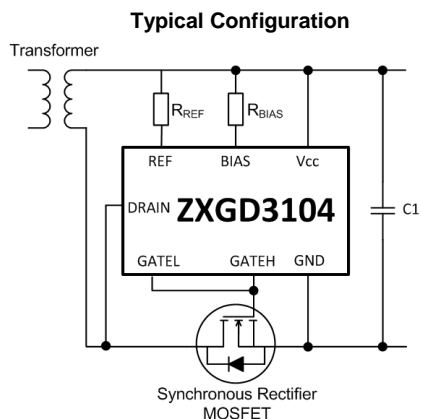 Typical Configuration
Transformer
RREF
RBIAS
REF BIAS Vcc
DRAIN ZXGD3104
C1
GATEL GATEH GND
Synchronous Rectifier
MOSFET